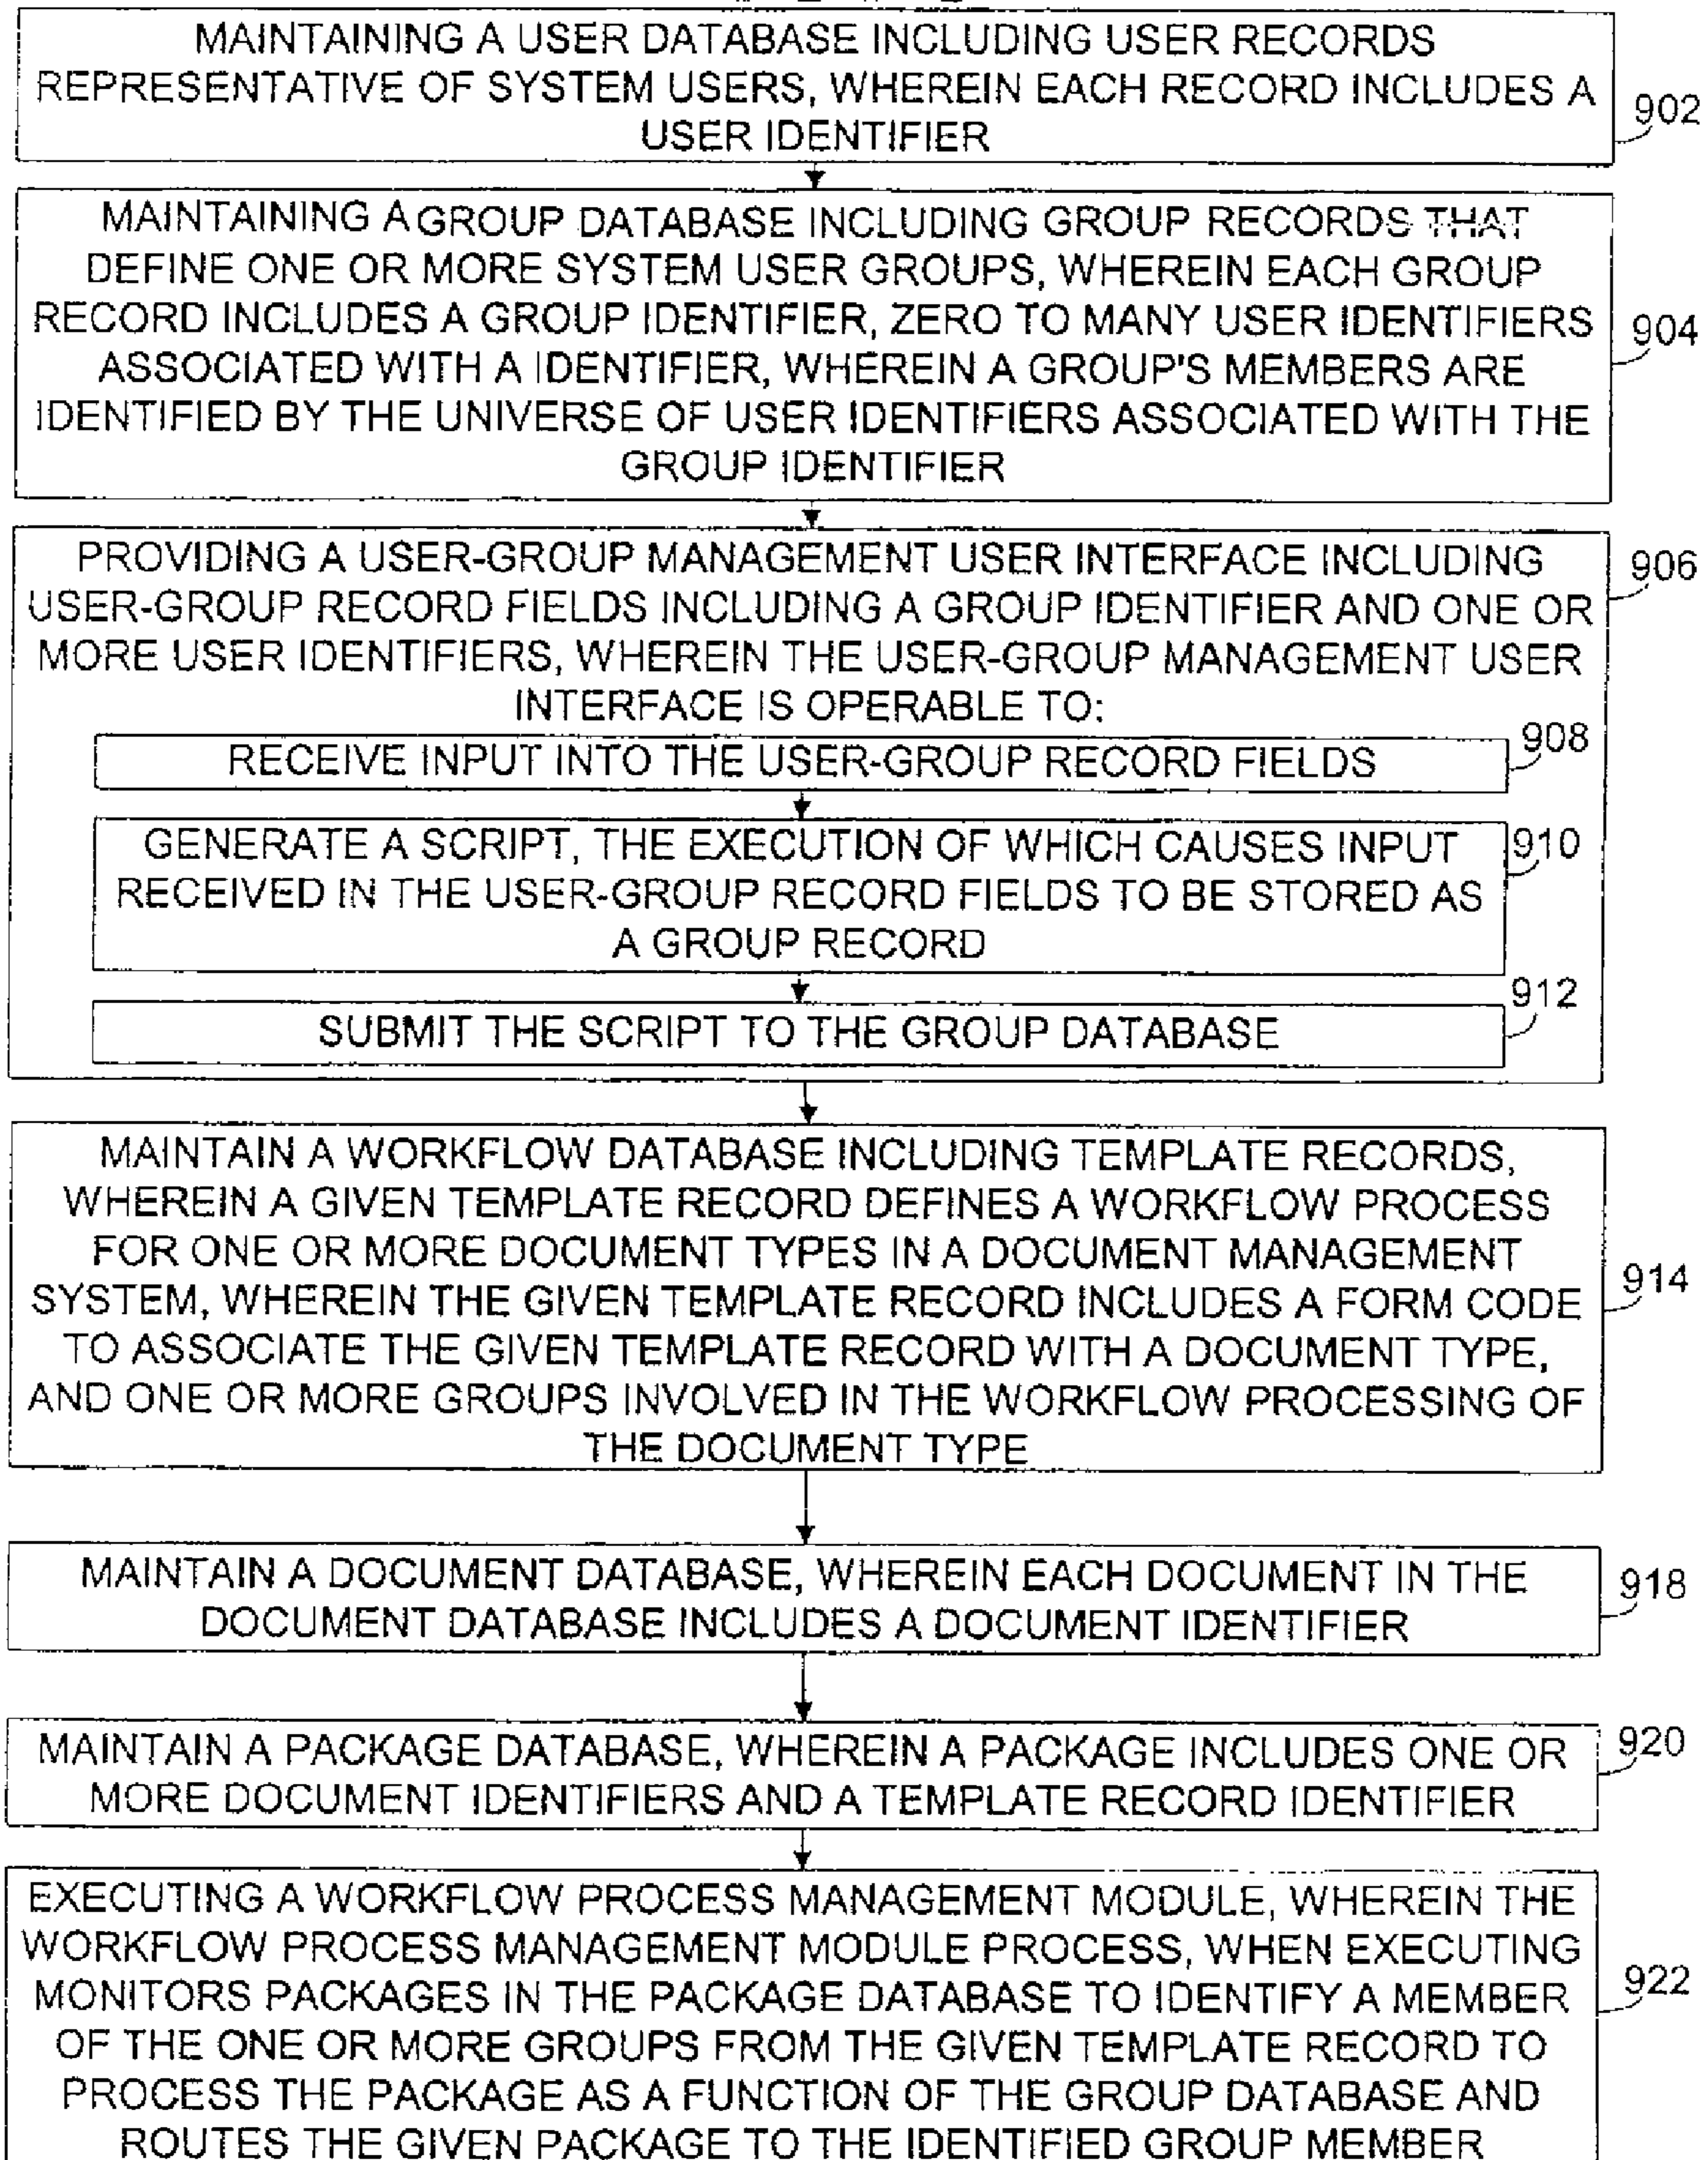 MAINTAINING A USER DATABASE INCLUDING USER RECORDS
REPRESENTATIVE OF SYSTEM USERS, WHEREIN EACH RECORD INCLUDES A
USER IDENTIFIER
902
MAINTAINING A GROUP DATABASE INCLUDING GROUP RECORDS THAT
DEFINE ONE OR MORE SYSTEM USER GROUPS, WHEREIN EACH GROUP
RECORD INCLUDES A GROUP IDENTIFIER, ZERO TO MANY USER IDENTIFIERS
ASSOCIATED WITH A IDENTIFIER, WHEREIN A GROUP'S MEMBERS ARE
IDENTIFIED BY THE UNIVERSE OF USER IDENTIFIERS ASSOCIATED WITH THE
GROUP IDENTIFIER
904
PROVIDING A USER-GROUP MANAGEMENT USER INTERFACE INCLUDING
USER-GROUP RECORD FIELDS INCLUDING A GROUP IDENTIFIER AND ONE OR
MORE USER IDENTIFIERS, WHEREIN THE USER-GROUP MANAGEMENT USER
INTERFACE IS OPERABLE TO:
906
RECEIVE INPUT INTO THE USER-GROUP RECORD FIELDS
908
GENERATE A SCRIPT, THE EXECUTION OF WHICH CAUSES INPUT
RECEIVED IN THE USER-GROUP RECORD FIELDS TO BE STORED AS
A GROUP RECORD
910
SUBMIT THE SCRIPT TO THE GROUP DATABASE
912
MAINTAIN A WORKFLOW DATABASE INCLUDING TEMPLATE RECORDS,
WHEREIN A GIVEN TEMPLATE RECORD DEFINES A WORKFLOW PROCESS
FOR ONE OR MORE DOCUMENT TYPES IN A DOCUMENT MANAGEMENT
SYSTEM, WHEREIN THE GIVEN TEMPLATE RECORD INCLUDES A FORM CODE
TO ASSOCIATE THE GIVEN TEMPLATE RECORD WITH A DOCUMENT TYPE,
AND ONE OR MORE GROUPS INVOLVED IN THE WORKFLOW PROCESSING OF
THE DOCUMENT TYPE
914
MAINTAIN A DOCUMENT DATABASE, WHEREIN EACH DOCUMENT IN THE
DOCUMENT DATABASE INCLUDES A DOCUMENT IDENTIFIER
918
MAINTAIN A PACKAGE DATABASE, WHEREIN A PACKAGE INCLUDES ONE OR
MORE DOCUMENT IDENTIFIERS AND A TEMPLATE RECORD IDENTIFIER
920
EXECUTING A WORKFLOW PROCESS MANAGEMENT MODULE, WHEREIN THE
WORKFLOW PROCESS MANAGEMENT MODULE PROCESS, WHEN EXECUTING
MONITORS PACKAGES IN THE PACKAGE DATABASE TO IDENTIFY A MEMBER
OF THE ONE OR MORE GROUPS FROM THE GIVEN TEMPLATE RECORD TO
PROCESS THE PACKAGE AS A FUNCTION OF THE GROUP DATABASE AND
ROUTES THE GIVEN PACKAGE TO THE IDENTIFIED GROUP MEMBER
922